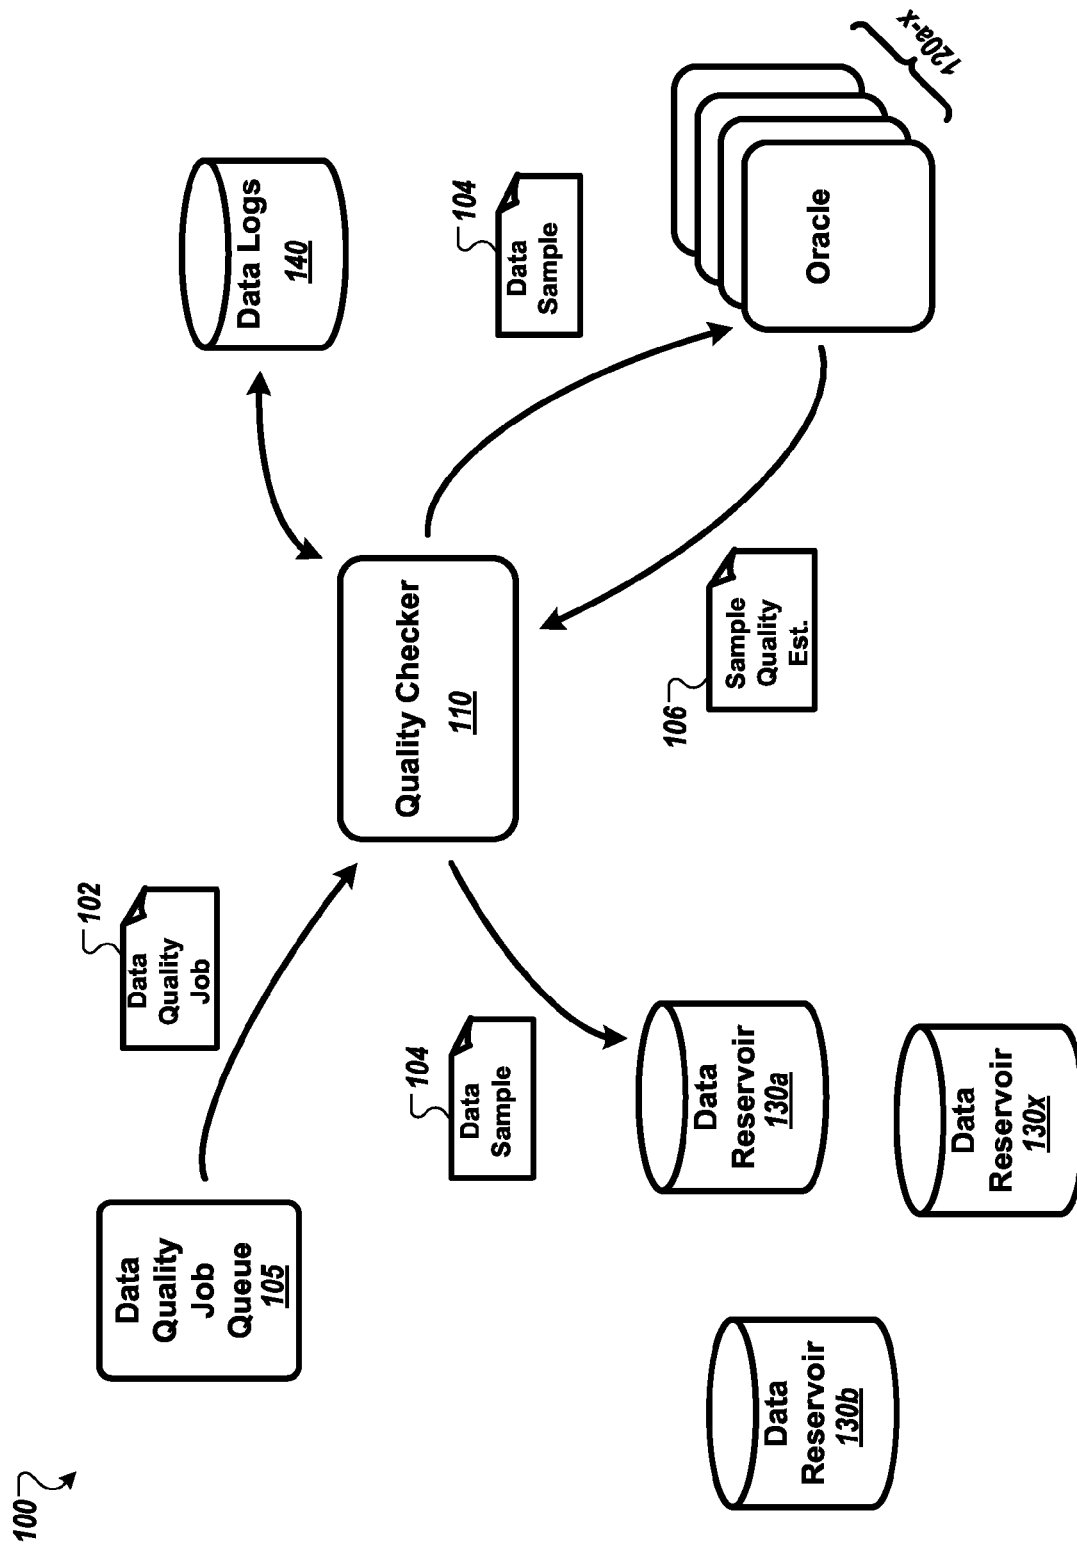 100
Data
Quality
Job
Queue
105
102
Data
Quality
Job
Quality Checker
110
Data Logs
140
104
Data
Sample
Oracle
120a-x
106
Sample
Quality
Est.
104
Data
Sample
Data
Reservoir
130a
Data
Reservoir
130b
Data
Reservoir
130x